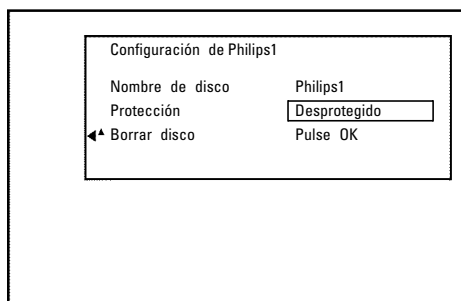 Configuración de Philips1
Nombre de disco Philips1
Protección Desprotegido
Borrar disco Pulse OK